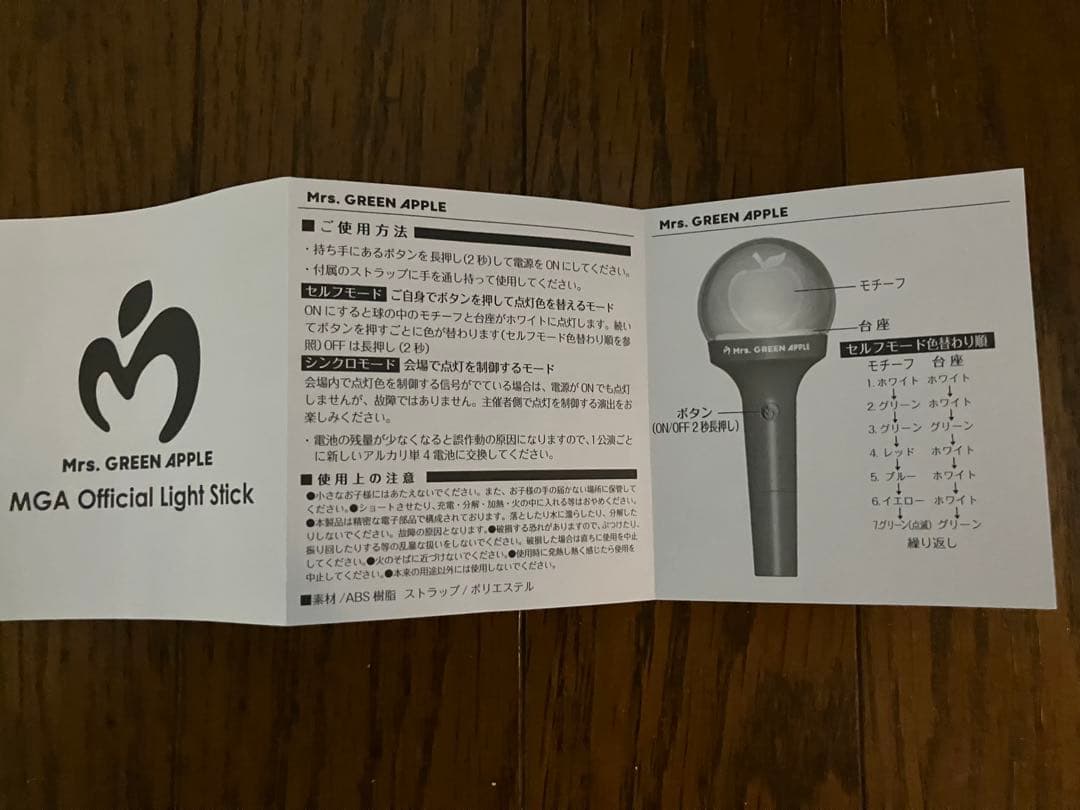 Mrs. GREEN APPLE
MGA Official Light Stick
Mrs. GREEN APPLE
■ご使用方法
・持ち手にあるボタンを長押し(2秒)して電源をONにしてください。
・付属のストラップに手を通し持って使用してください。
セルフモード ご自身でボタンを押して点灯色を替えるモード
ONにすると球の中のモチーフと台座がホワイトに点灯します。続い
てボタンを押すごとに色が替わります(セルフモード色替わり順を参
照)OFFは長押し(2秒)
シンクロモード 会場で点灯を制御するモード
会場内で点灯色を制御する信号がでている場合は、電源がONでも点灯
しませんが、故障ではありません。主催者側で点灯を制御する演出をお
楽しみください。
・電池の残量が少なくなると誤作動の原因になりますので、1公演ごと
に新しいアルカリ単4電池に交換してください。
■使用上の注意
●小さなお子様にはあたえないでください。また、お子様の手の届かない場所に保管して
ください。●ショートさせたり、充電・分解・加熱・火の中に入れる等はおやめください。
●本製品は精密な電子部品で構成されております。落としたり水に濡らしたり、分解した
りしないでください。故障の原因となります。●破損する恐れがありますので、ぶつけたり、
振り回したりする等の乱暴な扱いをしないでください。破損した場合は直ちに使用を中止
してください。●火のそばに近づけないでください。●使用時に発熱し熱く感じたら使用を
中止してください。●本来の用途以外には使用しないでください。
■素材/ABS樹脂 ストラップ/ポリエステル
Mrs. GREEN APPLE
モチーフ
台座
Mrs. GREEN APPLE
ボタン
(ON/OFF 2秒長押し)
セルフモード色替わり順
モチーフ 台座
1.ホワイト ホワイト
↓ ↓
2.グリーン ホワイト
↓ ↓
3.グリーン グリーン
↓ ↓
4.レッド ホワイト
↓ ↓
5.ブルー ホワイト
↓ ↓
6.イエロー ホワイト
↓ ↓
7.グリーン(点滅) グリーン
繰り返し